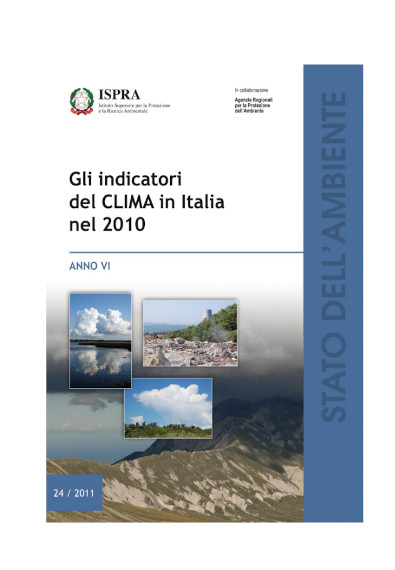 ISPRA
Istituto Superiore per la Protezione
e la Ricerca Ambientale
In collaborazione
Agenzie Regionali
per la Protezione
dell'Ambiente
Gli indicatori
del CLIMA in Italia
nel 2010
ANNO VI
STATO DELL'AMBIENTE
24 / 2011